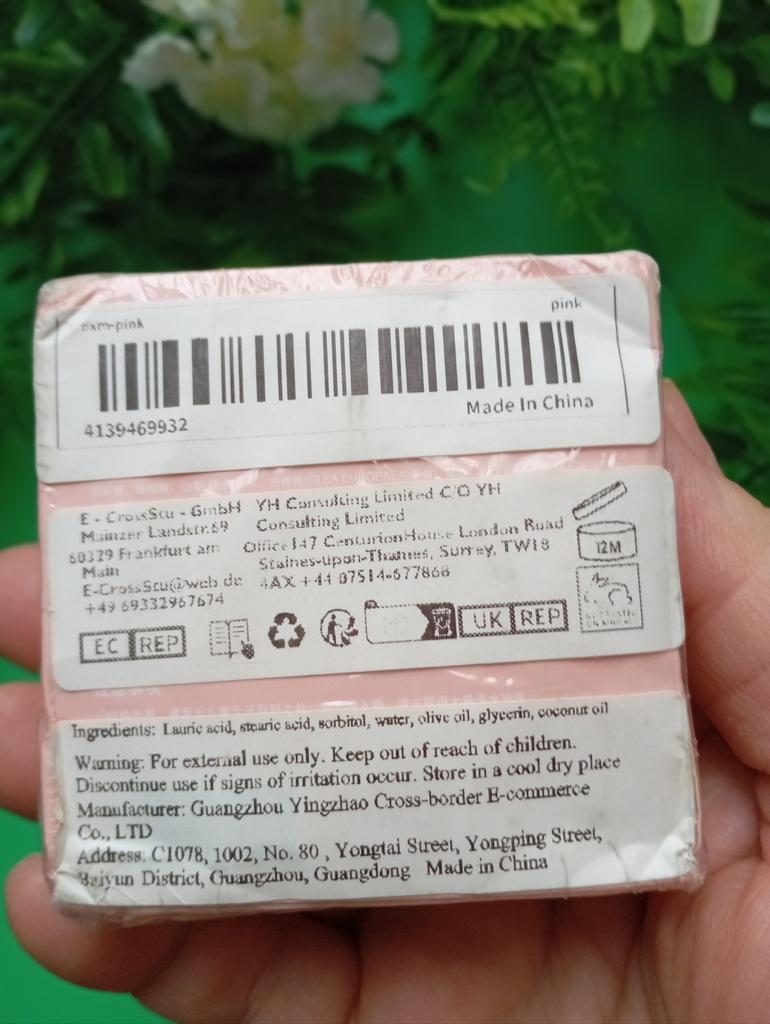 pink
4139469932
Made In China
E - CrossStu - GmbH
Mainzer Landstr.69
60329 Frankfurt am
Main
E-CrossStu@web.de
+49 69332967674
YH Consulting Limited C/O YH
Consulting Limited
Office 147 CenturionHouse London Road
Staines-upon-Thames, Surrey, TW18
4AX +44 07514-677868
12M
EC REP
UK REP
Ingredients: Lauric acid, stearic acid, sorbitol, water, olive oil, glycerin, coconut oil
Warning: For external use only. Keep out of reach of children.
Discontinue use if signs of irritation occur. Store in a cool dry place
Manufacturer: Guangzhou Yingzhao Cross-border E-commerce
Co., LTD
Address: C1078, 1002, No. 80 , Yongtai Street, Yongping Street,
Baiyun District, Guangzhou, Guangdong Made in China